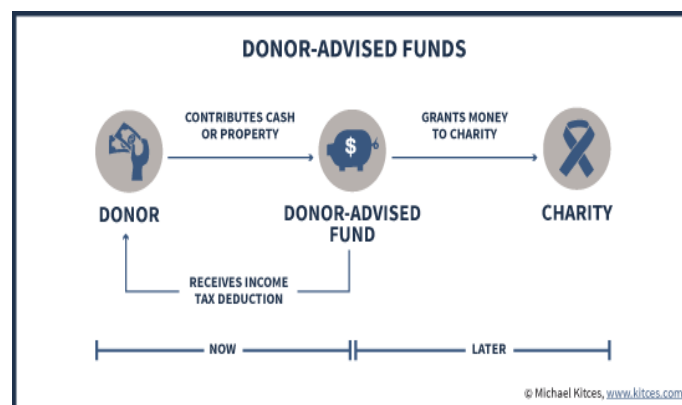 DONOR-ADVISED FUNDS
CONTRIBUTES CASH
OR PROPERTY
GRANTS MONEY
TO CHARITY
$
DONOR
DONOR-ADVISED
FUND
CHARITY
RECEIVES INCOME
TAX DEDUCTION
NOW
LATER
© Michael Kitces, www.kitces.com